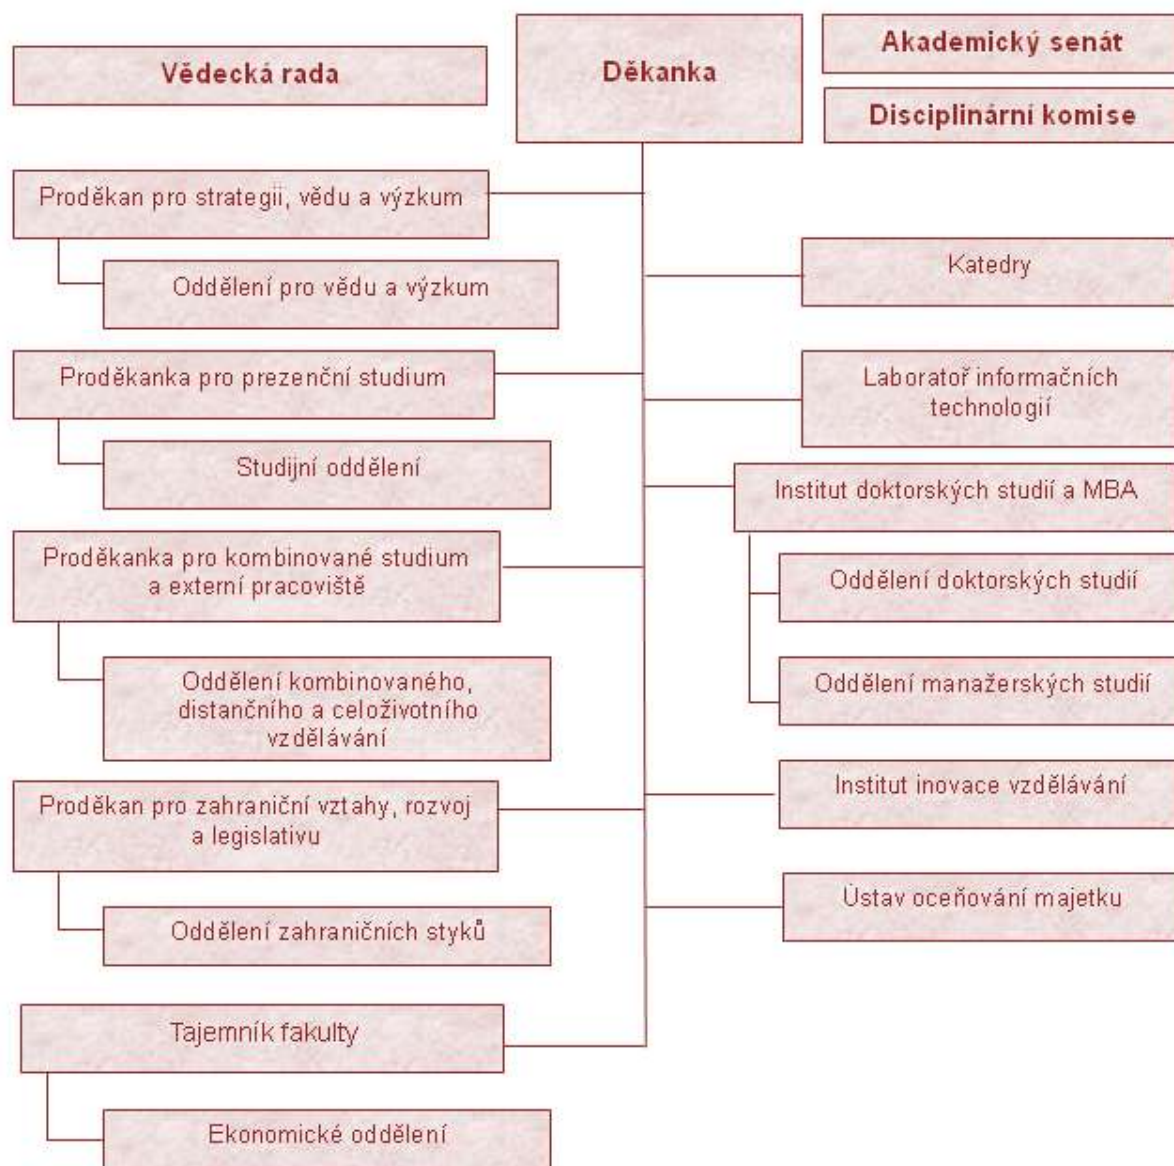 Vědecká rada
Děkanka
Akademický senát
Disciplinární komise
Proděkan pro strategii, vědu a výzkum
Oddělení pro vědu a výzkum
Proděkanka pro prezenční studium
Studijní oddělení
Proděkanka pro kombinované studium
a externí pracoviště
Oddělení kombinovaného,
distančního a celoživotního
vzdělávání
Proděkan pro zahraniční vztahy, rozvoj
a legislativu
Oddělení zahraničních styků
Tajemník fakulty
Ekonomické oddělení
Katedry
Laboratoř informačních
technologií
Institut doktorských studií a MBA
Oddělení doktorských studií
Oddělení manažerských studií
Institut inovace vzdělávání
Ústav oceňování majetku